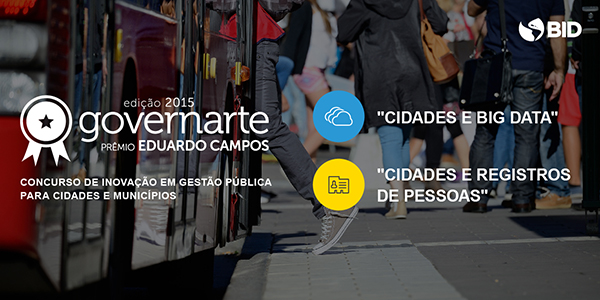 BID
edição 2015
governarte
PRÊMIO EDUARDO CAMPOS
CONCURSO DE INOVAÇÃO EM GESTÃO PÚBLICA
PARA CIDADES E MUNICÍPIOS
"CIDADES E BIG DATA"
"CIDADES E REGISTROS
DE PESSOAS"